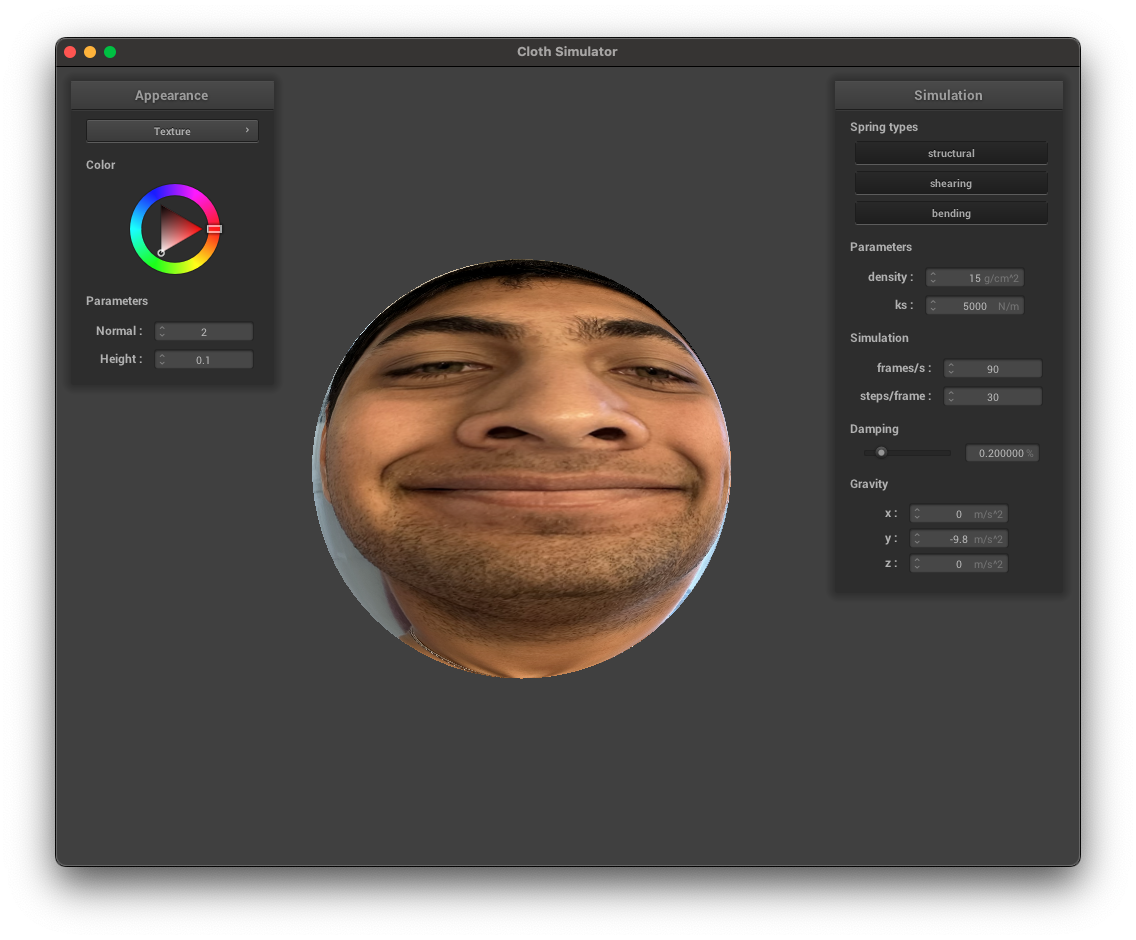 Cloth Simulator
Appearance
Texture ›
Color
Parameters
Normal : 2
Height : 0.1
Simulation
Spring types
structural
shearing
bending
Parameters
density : 15 g/cm^2
ks : 5000 N/m
Simulation
frames/s : 90
steps/frame : 30
Damping
0.200000 %
Gravity
x : 0 m/s^2
y : -9.8 m/s^2
z : 0 m/s^2